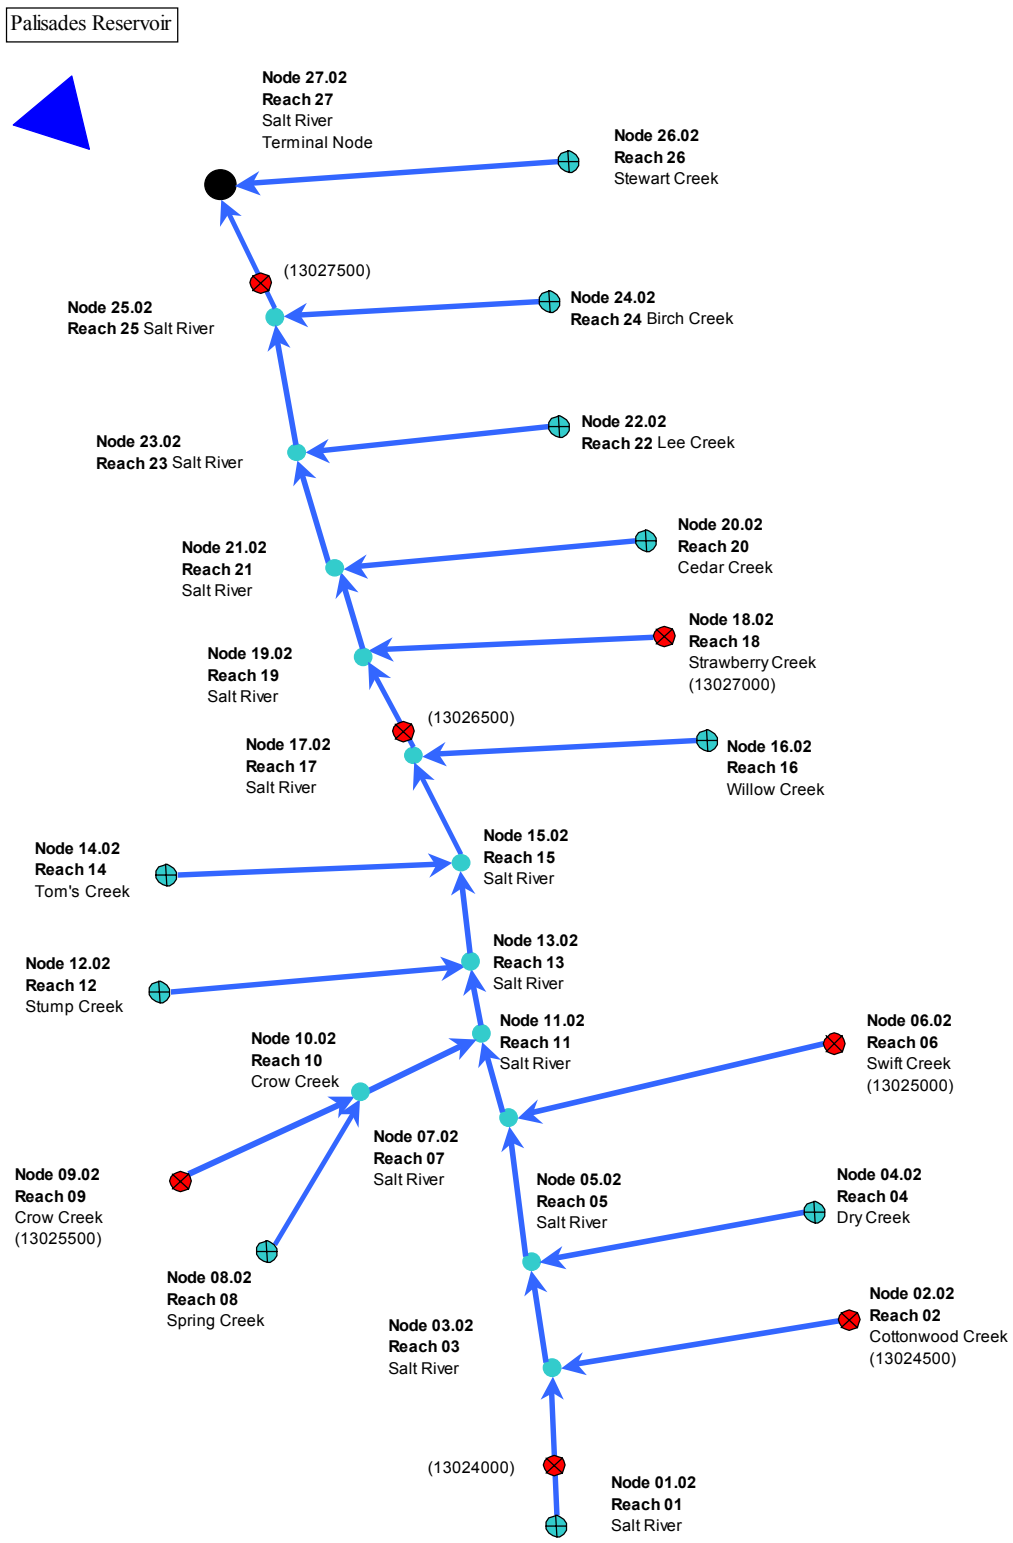 Palisades Reservoir
Node 27.02
Reach 27
Salt River
Terminal Node
Node 26.02
Reach 26
Stewart Creek
(13027500)
Node 25.02
Reach 25 Salt River
Node 24.02
Reach 24 Birch Creek
Node 23.02
Reach 23 Salt River
Node 22.02
Reach 22 Lee Creek
Node 21.02
Reach 21
Salt River
Node 20.02
Reach 20
Cedar Creek
Node 19.02
Reach 19
Salt River
Node 18.02
Reach 18
Strawberry Creek
(13027000)
(13026500)
Node 17.02
Reach 17
Salt River
Node 16.02
Reach 16
Willow Creek
Node 15.02
Reach 15
Salt River
Node 14.02
Reach 14
Tom's Creek
Node 13.02
Reach 13
Salt River
Node 12.02
Reach 12
Stump Creek
Node 11.02
Reach 11
Salt River
Node 10.02
Reach 10
Crow Creek
Node 06.02
Reach 06
Swift Creek
(13025000)
Node 07.02
Reach 07
Salt River
Node 09.02
Reach 09
Crow Creek
(13025500)
Node 05.02
Reach 05
Salt River
Node 04.02
Reach 04
Dry Creek
Node 08.02
Reach 08
Spring Creek
Node 03.02
Reach 03
Salt River
Node 02.02
Reach 02
Cottonwood Creek
(13024500)
(13024000)
Node 01.02
Reach 01
Salt River